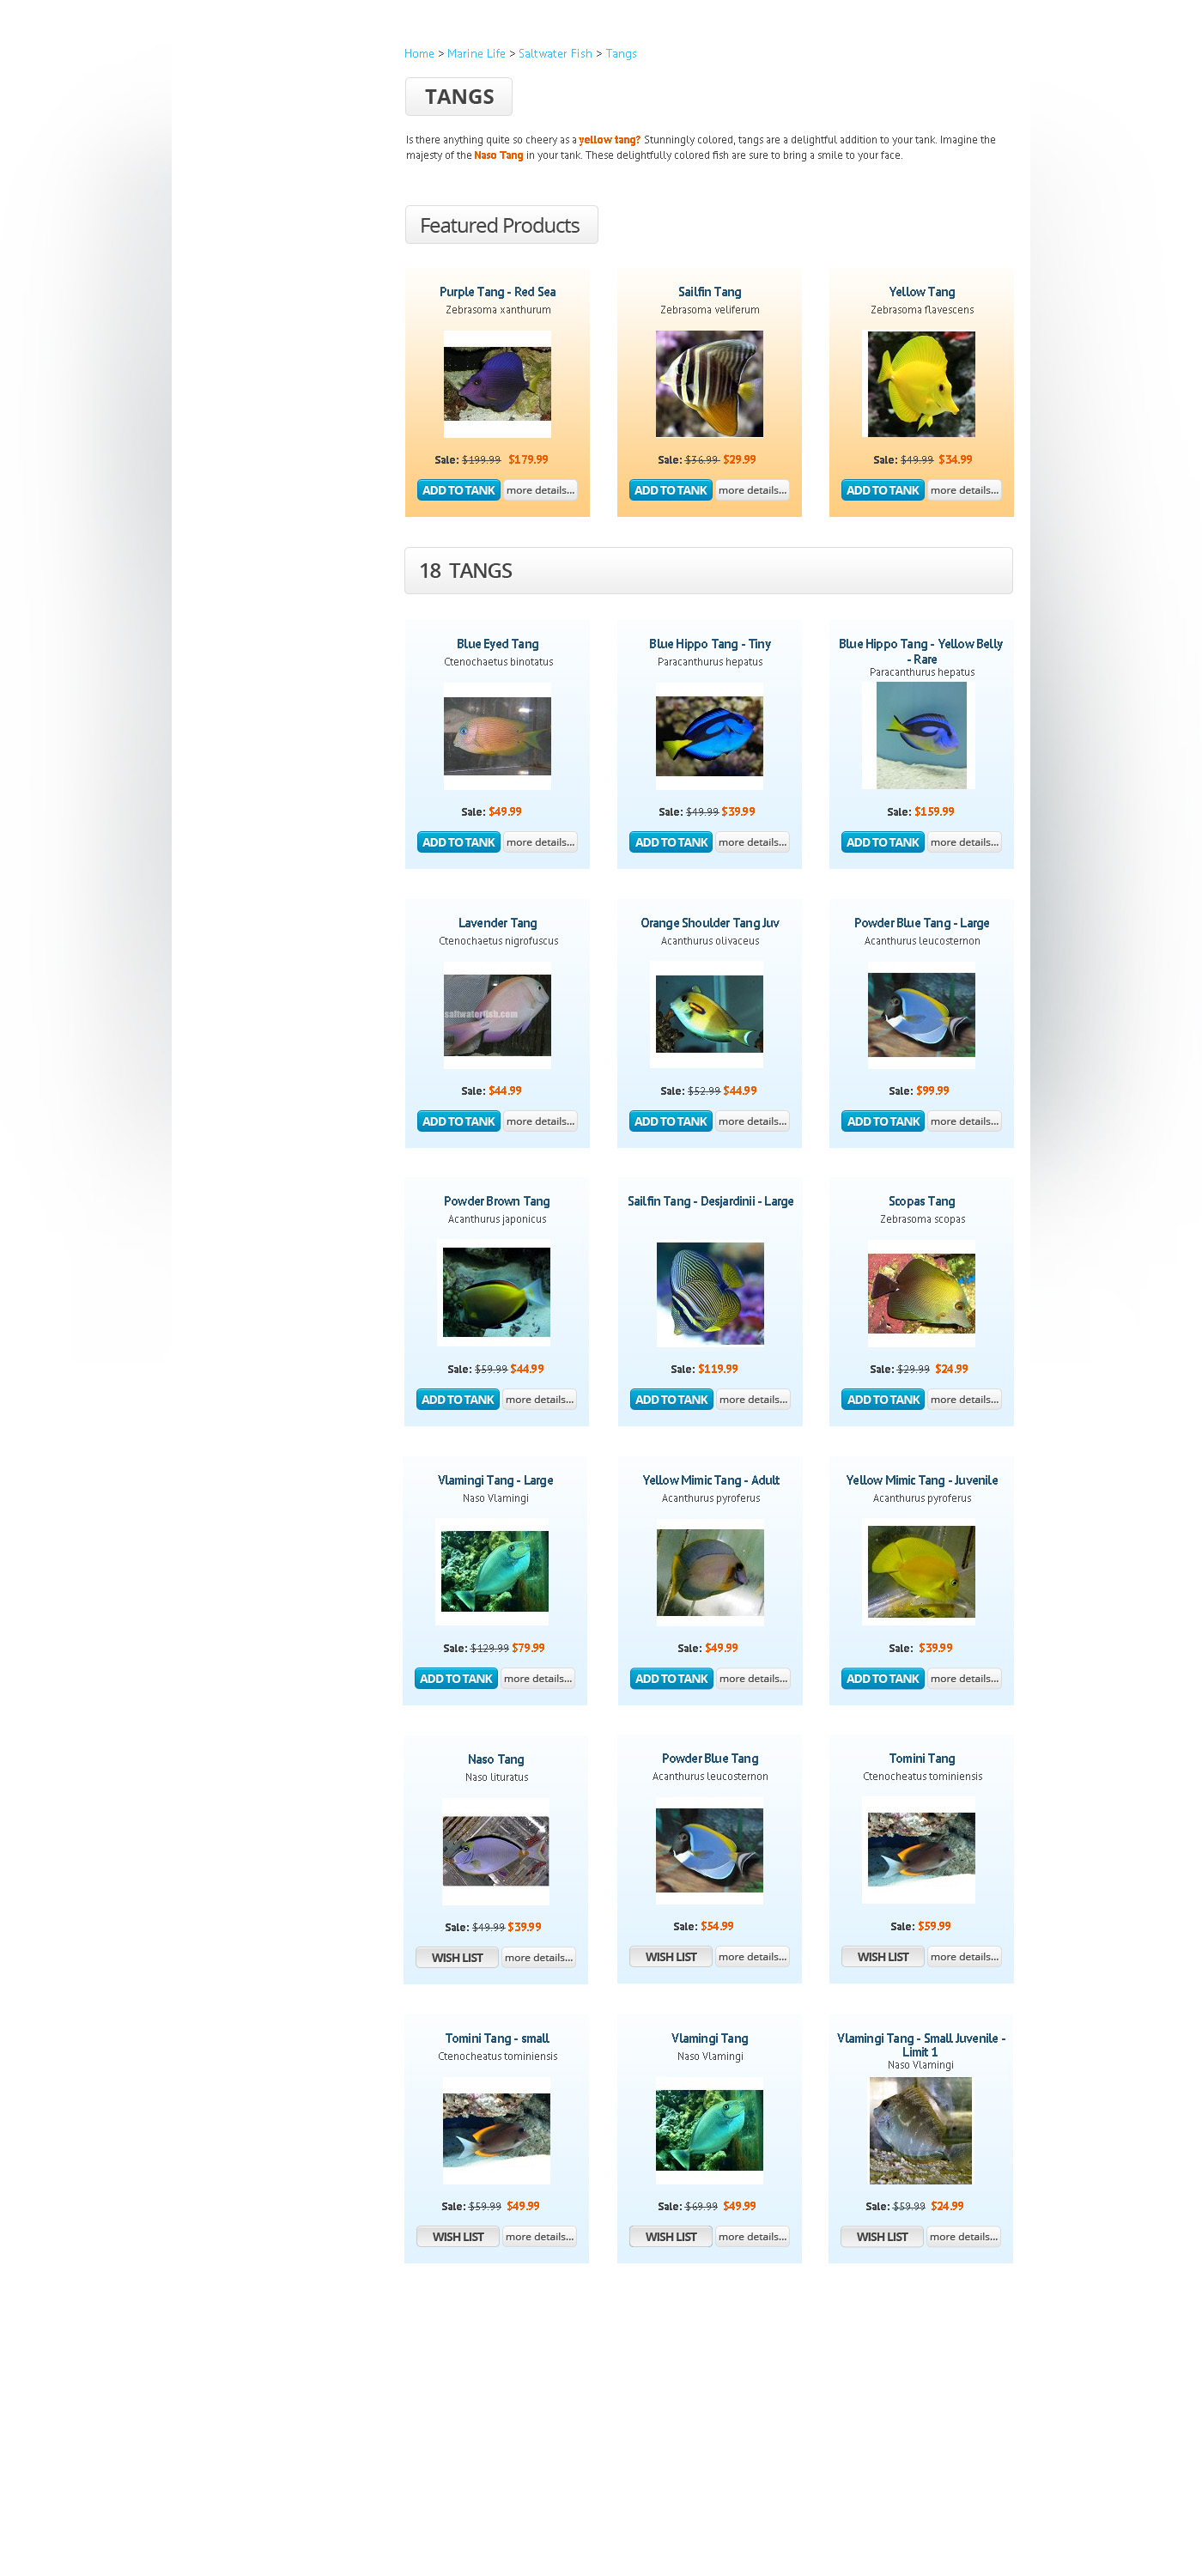 Home > Marine Life > Saltwater Fish > Tangs
TANGS
Is there anything quite so cheery as a yellow tang? Stunningly colored, tangs are a delightful addition to your tank. Imagine the
majesty of the Naso Tang in your tank. These delightfully colored fish are sure to bring a smile to your face.
Featured Products
Purple Tang - Red Sea
Zebrasoma xanthurum
Sale: $199.99 $179.99
ADD TO TANK more details...
Sailfin Tang
Zebrasoma veliferum
Sale: $36.99 $29.99
ADD TO TANK more details...
Yellow Tang
Zebrasoma flavescens
Sale: $49.99 $34.99
ADD TO TANK more details...
18 TANGS
Blue Eyed Tang
Ctenochaetus binotatus
Sale: $49.99
ADD TO TANK more details...
Blue Hippo Tang - Tiny
Paracanthurus hepatus
Sale: $49.99 $39.99
ADD TO TANK more details...
Blue Hippo Tang - Yellow Belly
- Rare
Paracanthurus hepatus
Sale: $159.99
ADD TO TANK more details...
Lavender Tang
Ctenochaetus nigrofuscus
saltwaterfish.com
Sale: $44.99
ADD TO TANK more details...
Orange Shoulder Tang Juv
Acanthurus olivaceus
Sale: $52.99 $44.99
ADD TO TANK more details...
Powder Blue Tang - Large
Acanthurus leucosternon
Sale: $99.99
ADD TO TANK more details...
Powder Brown Tang
Acanthurus japonicus
Sale: $59.99 $44.99
ADD TO TANK more details...
Sailfin Tang - Desjardinii - Large
Sale: $119.99
ADD TO TANK more details...
Scopas Tang
Zebrasoma scopas
Sale: $29.99 $24.99
ADD TO TANK more details...
Vlamingi Tang - Large
Naso Vlamingi
Sale: $129.99 $79.99
ADD TO TANK more details...
Yellow Mimic Tang - Adult
Acanthurus pyroferus
Sale: $49.99
ADD TO TANK more details...
Yellow Mimic Tang - Juvenile
Acanthurus pyroferus
Sale: $39.99
ADD TO TANK more details...
Naso Tang
Naso lituratus
Sale: $49.99 $39.99
WISH LIST more details...
Powder Blue Tang
Acanthurus leucosternon
Sale: $54.99
WISH LIST more details...
Tomini Tang
Ctenocheatus tominiensis
Sale: $59.99
WISH LIST more details...
Tomini Tang - small
Ctenocheatus tominiensis
Sale: $59.99 $49.99
WISH LIST more details...
Vlamingi Tang
Naso Vlamingi
Sale: $69.99 $49.99
WISH LIST more details...
Vlamingi Tang - Small Juvenile -
Limit 1
Naso Vlamingi
Sale: $59.99 $24.99
WISH LIST more details...